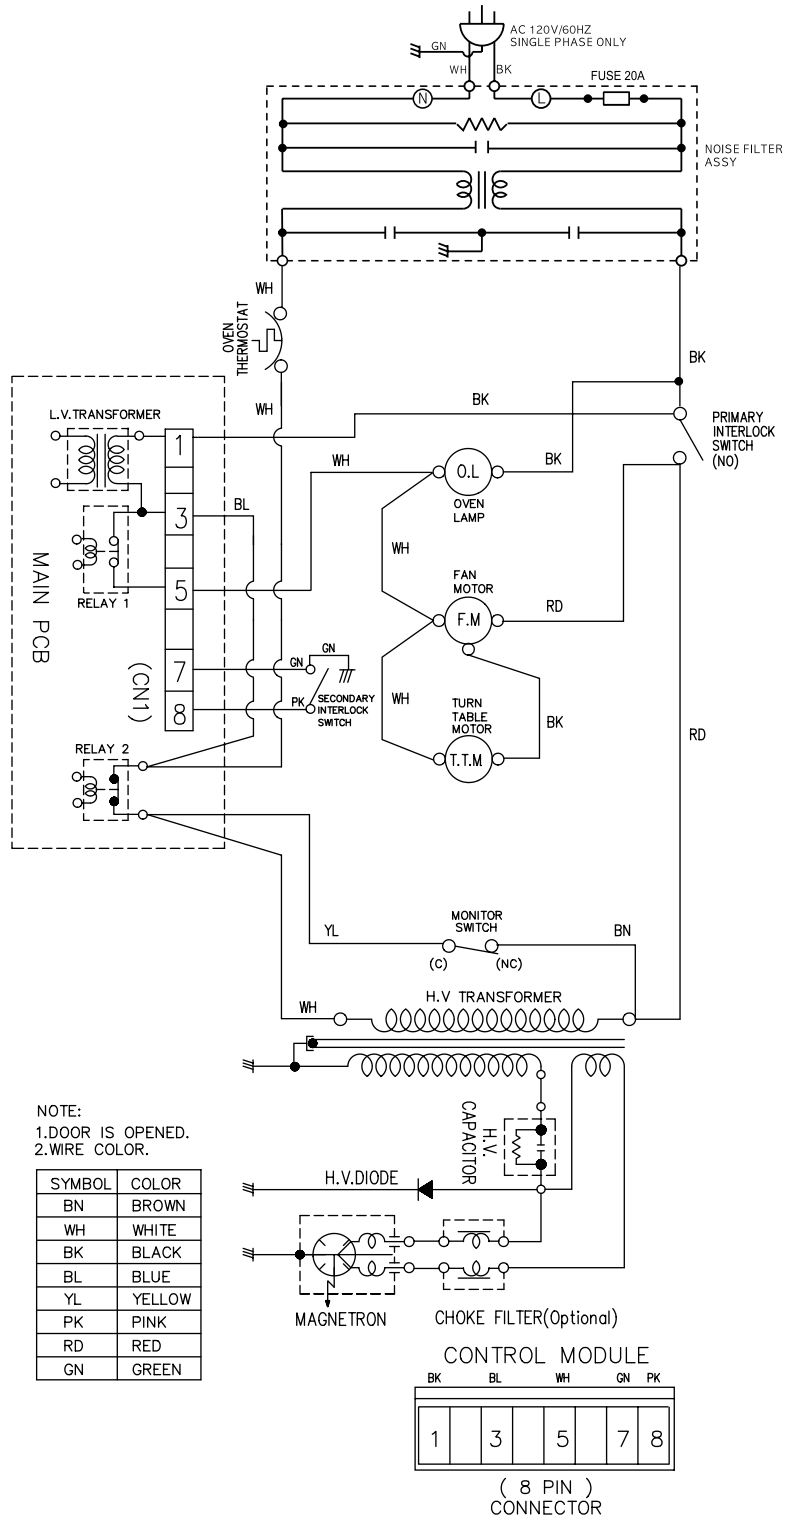 AC 120V/60HZ
SINGLE PHASE ONLY
GN
WH
BK
FUSE 20A
N
L
NOISE FILTER
ASSY
WH
OVEN
THERMOSTAT
BK
WH
BK
L.V.TRANSFORMER
1
PRIMARY
INTERLOCK
SWITCH
(NO)
WH
O.L
BK
OVEN
LAMP
3
BL
RELAY 1
MAIN PCB
WH
FAN
MOTOR
5
F.M
RD
GN
GN
7
(CN1)
8
PK
SECONDARY
INTERLOCK
SWITCH
WH
TURN
TABLE
MOTOR
BK
RD
T.T.M.
RELAY 2
MONITOR
SWITCH
YL
BN
(C)
(NC)
H.V TRANSFORMER
WH
H.V.
CAPACITOR
H.V.DIODE
MAGNETRON
CHOKE FILTER(Optional)
NOTE:
1.DOOR IS OPENED.
2.WIRE COLOR.
SYMBOL COLOR
BN BROWN
WH WHITE
BK BLACK
BL BLUE
YL YELLOW
PK PINK
RD RED
GN GREEN
CONTROL MODULE
BK BL WH GN PK
1 3 5 7 8
( 8 PIN )
CONNECTOR